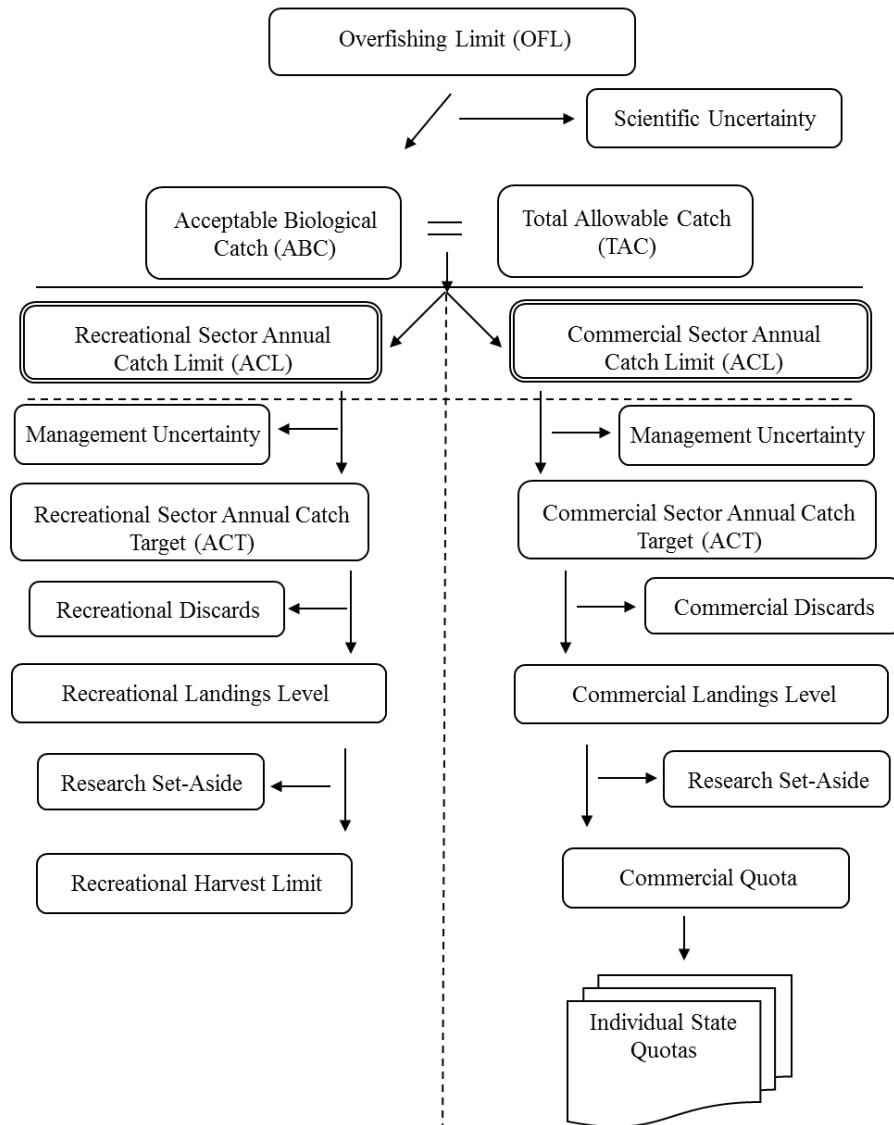 Overfishing Limit (OFL)
Scientific Uncertainty
Acceptable Biological
Catch (ABC)
Total Allowable Catch
(TAC)
Recreational Sector Annual
Catch Limit (ACL)
Commercial Sector Annual
Catch Limit (ACL)
Management Uncertainty
Management Uncertainty
Recreational Sector Annual Catch
Target (ACT)
Commercial Sector Annual Catch
Target (ACT)
Recreational Discards
Commercial Discards
Recreational Landings Level
Commercial Landings Level
Research Set-Aside
Research Set-Aside
Recreational Harvest Limit
Commercial Quota
Individual State
Quotas